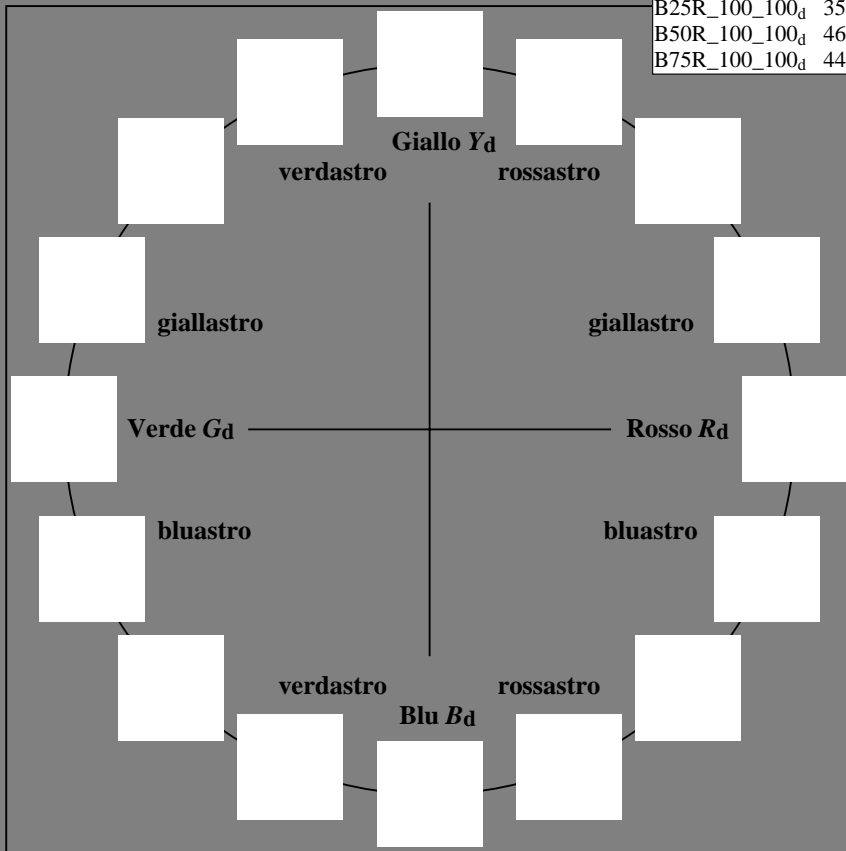 B25R_100_100d 35
B50R_100_100d 46
B75R_100_100d 44
Giallo Yd
verdastro rossastro
giallastro giallastro
Verde Gd Rosso Rd
bluastro bluastro
verdastro rossastro
Blu Bd